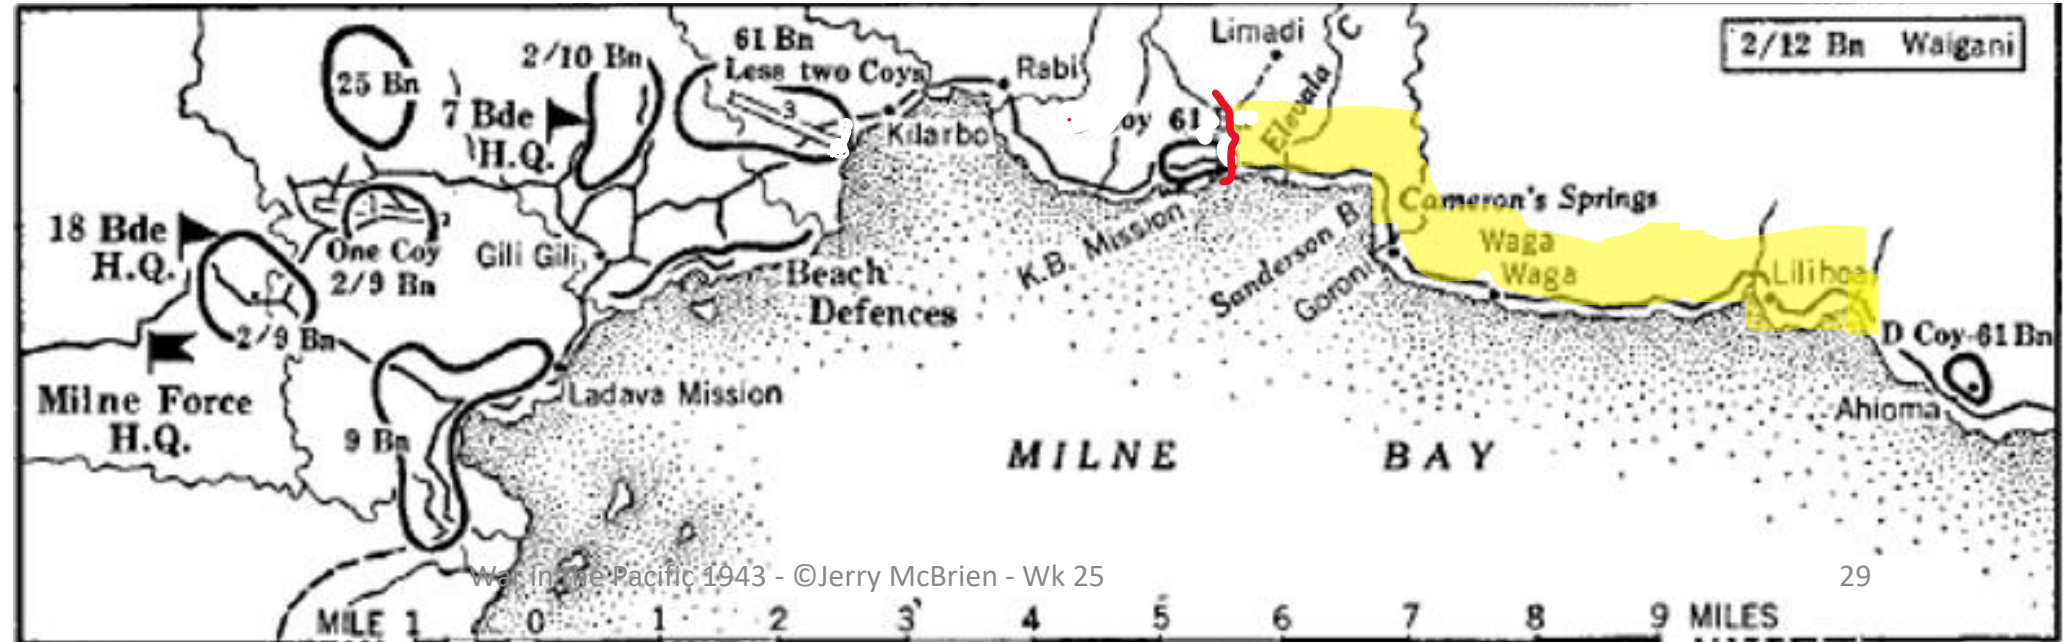 61 Bn
Less two Coys
2/10 Bn
25 Bn
7 Bde
H.Q.
3
Kilarbo
Rabi
Limadi
C
Elevala
oy 61
2/12 Bn Waigani
18 Bde
H.Q.
1
One Coy
2/9 Bn
Gili Gili
Beach
Defences
K.B. Mission
Sanderson B.
Goroni
Cameron's Springs
Waga
Waga
Lilihoa
D Coy-61 Bn
Ahioma
2/9 Bn
Milne Force
H.Q.
9 Bn
Ladava Mission
MILNE BAY
War in the Pacific 1943 - ©Jerry McBrien - Wk 25
29
MILE 1 0 1 2 3 4 5 6 7 8 9 MILES